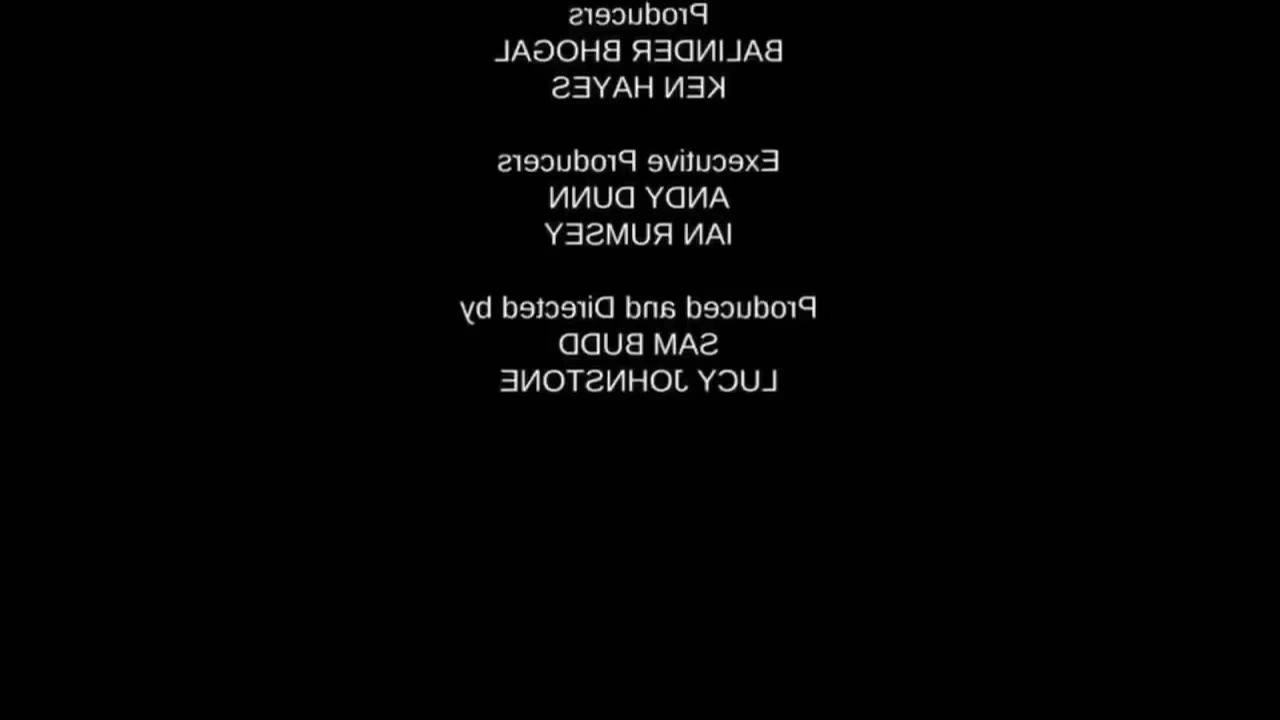 Producers
BALINDER BHOGAL
KEN HAYES
Executive Producers
ANDY DUNN
IAN RUMSEY
Produced and Directed by
SAM BUDD
LUCY JOHNSTONE